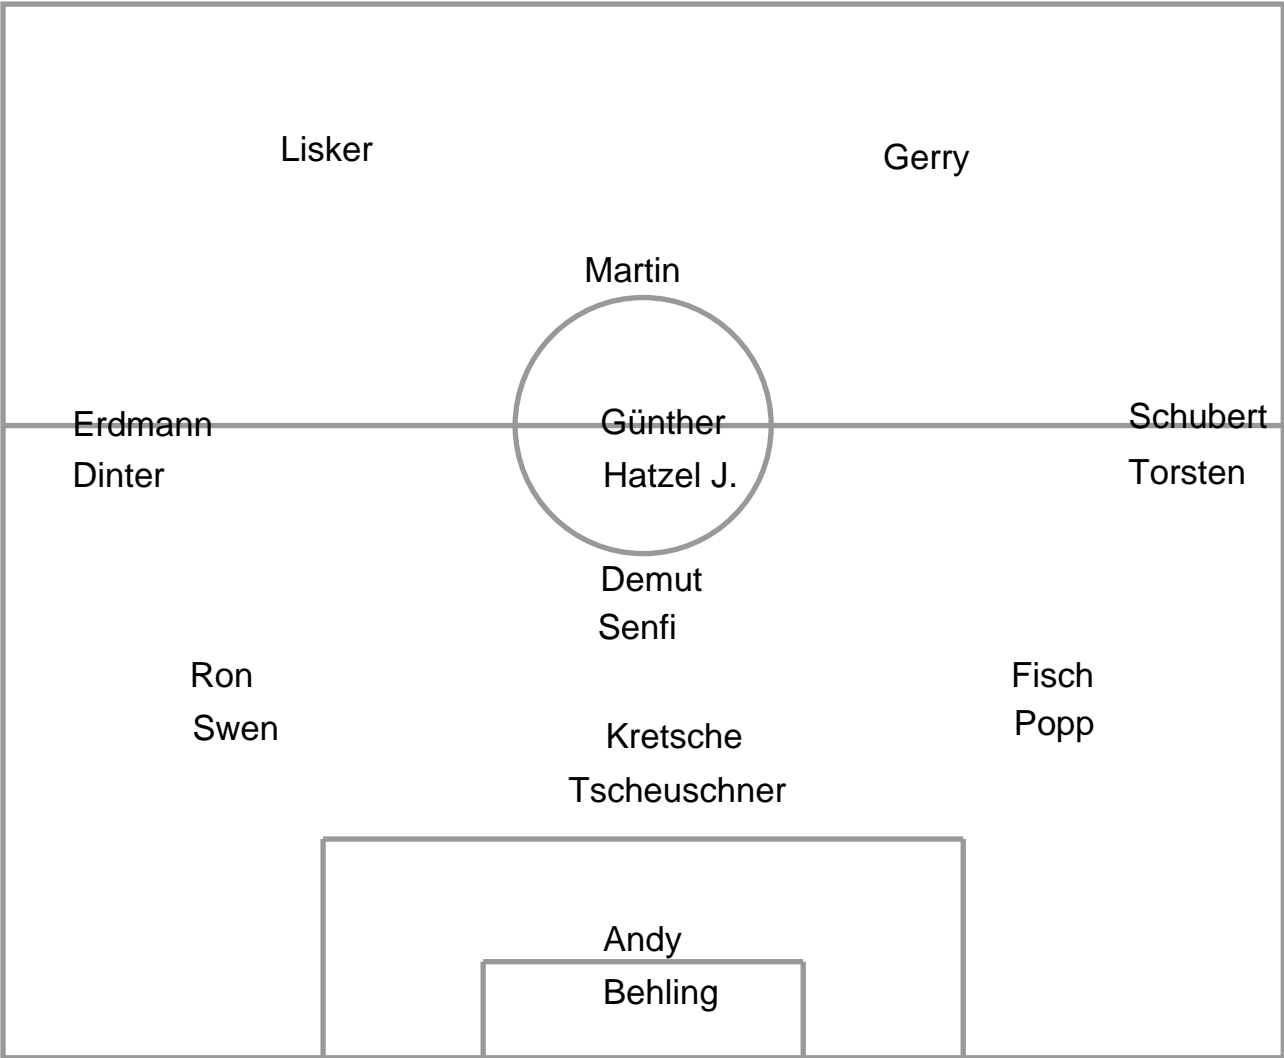 Lisker
Gerry
Martin
Erdmann
Günther
Schubert
Dinter
Hatzel J.
Torsten
Demut
Senfi
Ron
Fisch
Swen
Kretsche
Popp
Tscheuschner
Andy
Behling